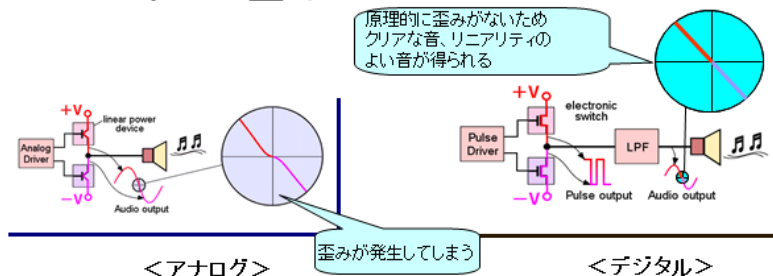 原理的に歪みがないため
クリアな音、リニアリティの
よい音が得られる
+V
linear power
device
Analog
Driver
-V
Audio output
歪みが発生してしまう
<アナログ>
+V
electronic
switch
Pulse
Driver
LPF
-V
Pulse output
Audio output
<デジタル>